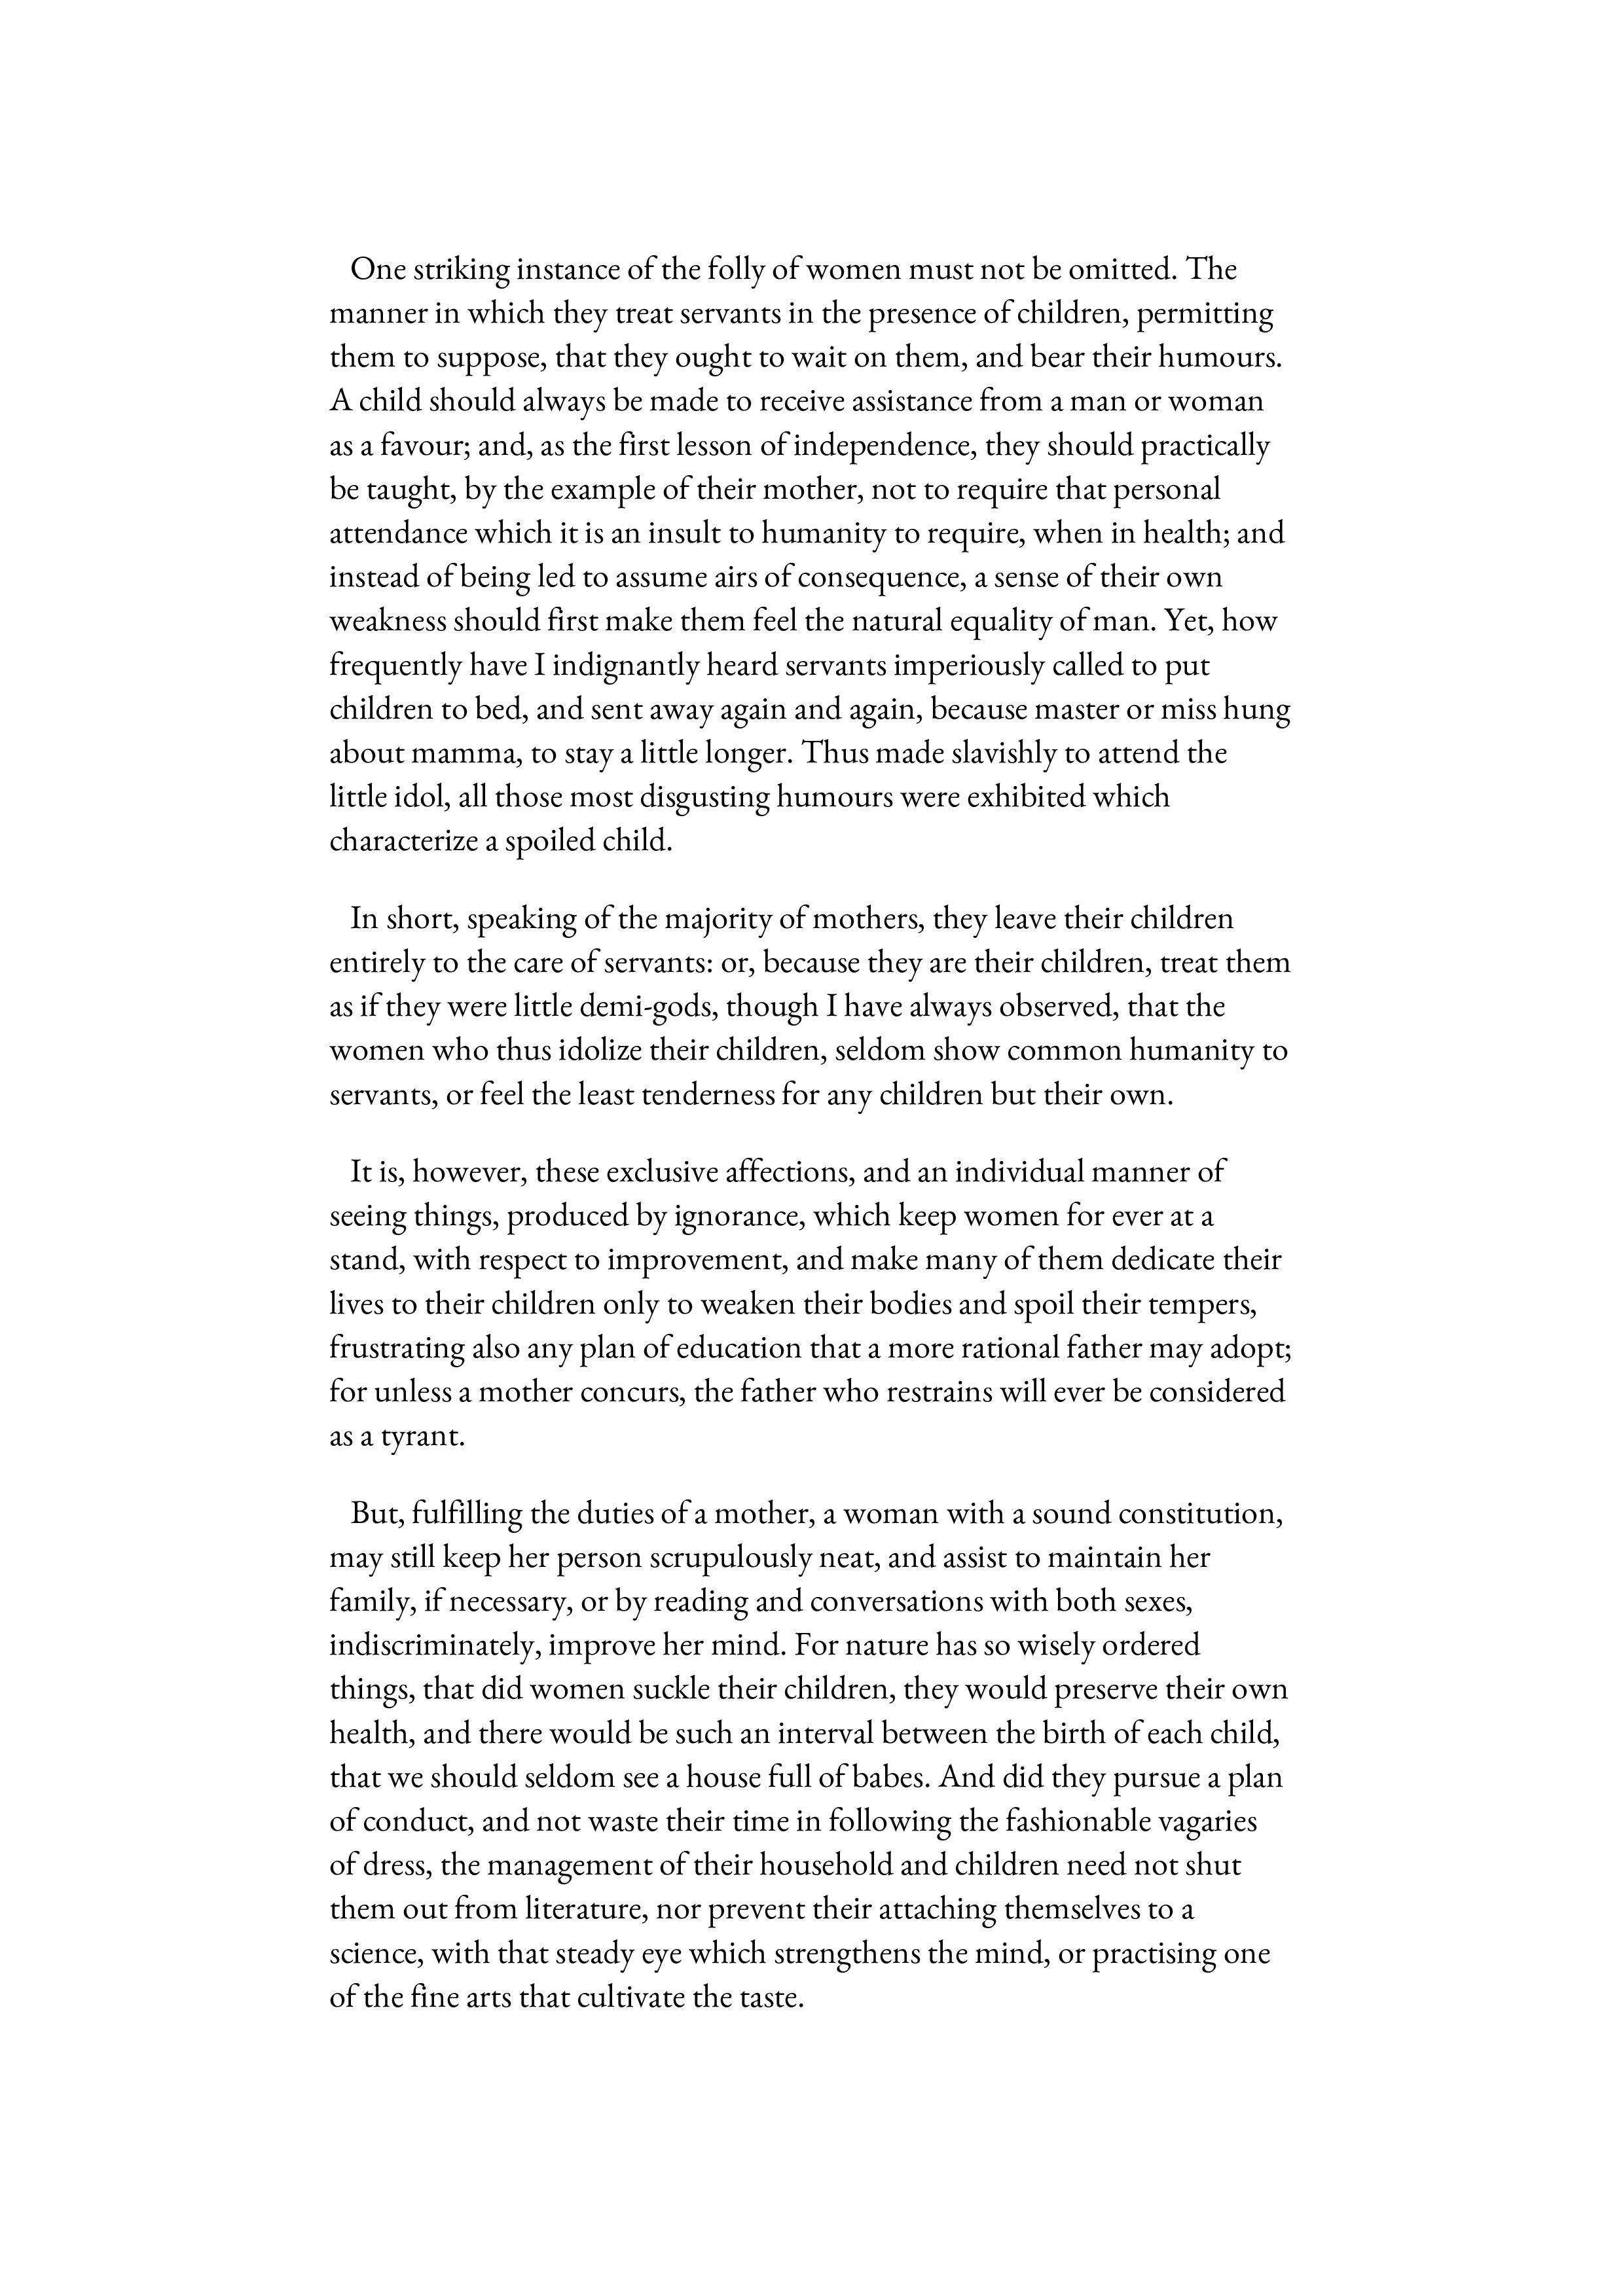 One striking instance of the folly of women must not be omitted. The
manner in which they treat servants in the presence of children, permitting
them to suppose, that they ought to wait on them, and bear their humours.
A child should always be made to receive assistance from a man or woman
as a favour; and, as the first lesson of independence, they should practically
be taught, by the example of their mother, not to require that personal
attendance which it is an insult to humanity to require, when in health; and
instead of being led to assume airs of consequence, a sense of their own
weakness should first make them feel the natural equality of man. Yet, how
frequently have I indignantly heard servants imperiously called to put
children to bed, and sent away again and again, because master or miss hung
about mamma, to stay a little longer. Thus made slavishly to attend the
little idol, all those most disgusting humours were exhibited which
characterize a spoiled child.
In short, speaking of the majority of mothers, they leave their children
entirely to the care of servants: or, because they are their children, treat them
as if they were little demi-gods, though I have always observed, that the
women who thus idolize their children, seldom show common humanity to
servants, or feel the least tenderness for any children but their own.
It is, however, these exclusive affections, and an individual manner of
seeing things, produced by ignorance, which keep women for ever at a
stand, with respect to improvement, and make many of them dedicate their
lives to their children only to weaken their bodies and spoil their tempers,
frustrating also any plan of education that a more rational father may adopt;
for unless a mother concurs, the father who restrains will ever be considered
as a tyrant.
But, fulfilling the duties of a mother, a woman with a sound constitution,
may still keep her person scrupulously neat, and assist to maintain her
family, if necessary, or by reading and conversations with both sexes,
indiscriminately, improve her mind. For nature has so wisely ordered
things, that did women suckle their children, they would preserve their own
health, and there would be such an interval between the birth of each child,
that we should seldom see a house full of babes. And did they pursue a plan
of conduct, and not waste their time in following the fashionable vagaries
of dress, the management of their household and children need not shut
them out from literature, nor prevent their attaching themselves to a
science, with that steady eye which strengthens the mind, or practising one
of the fine arts that cultivate the taste.